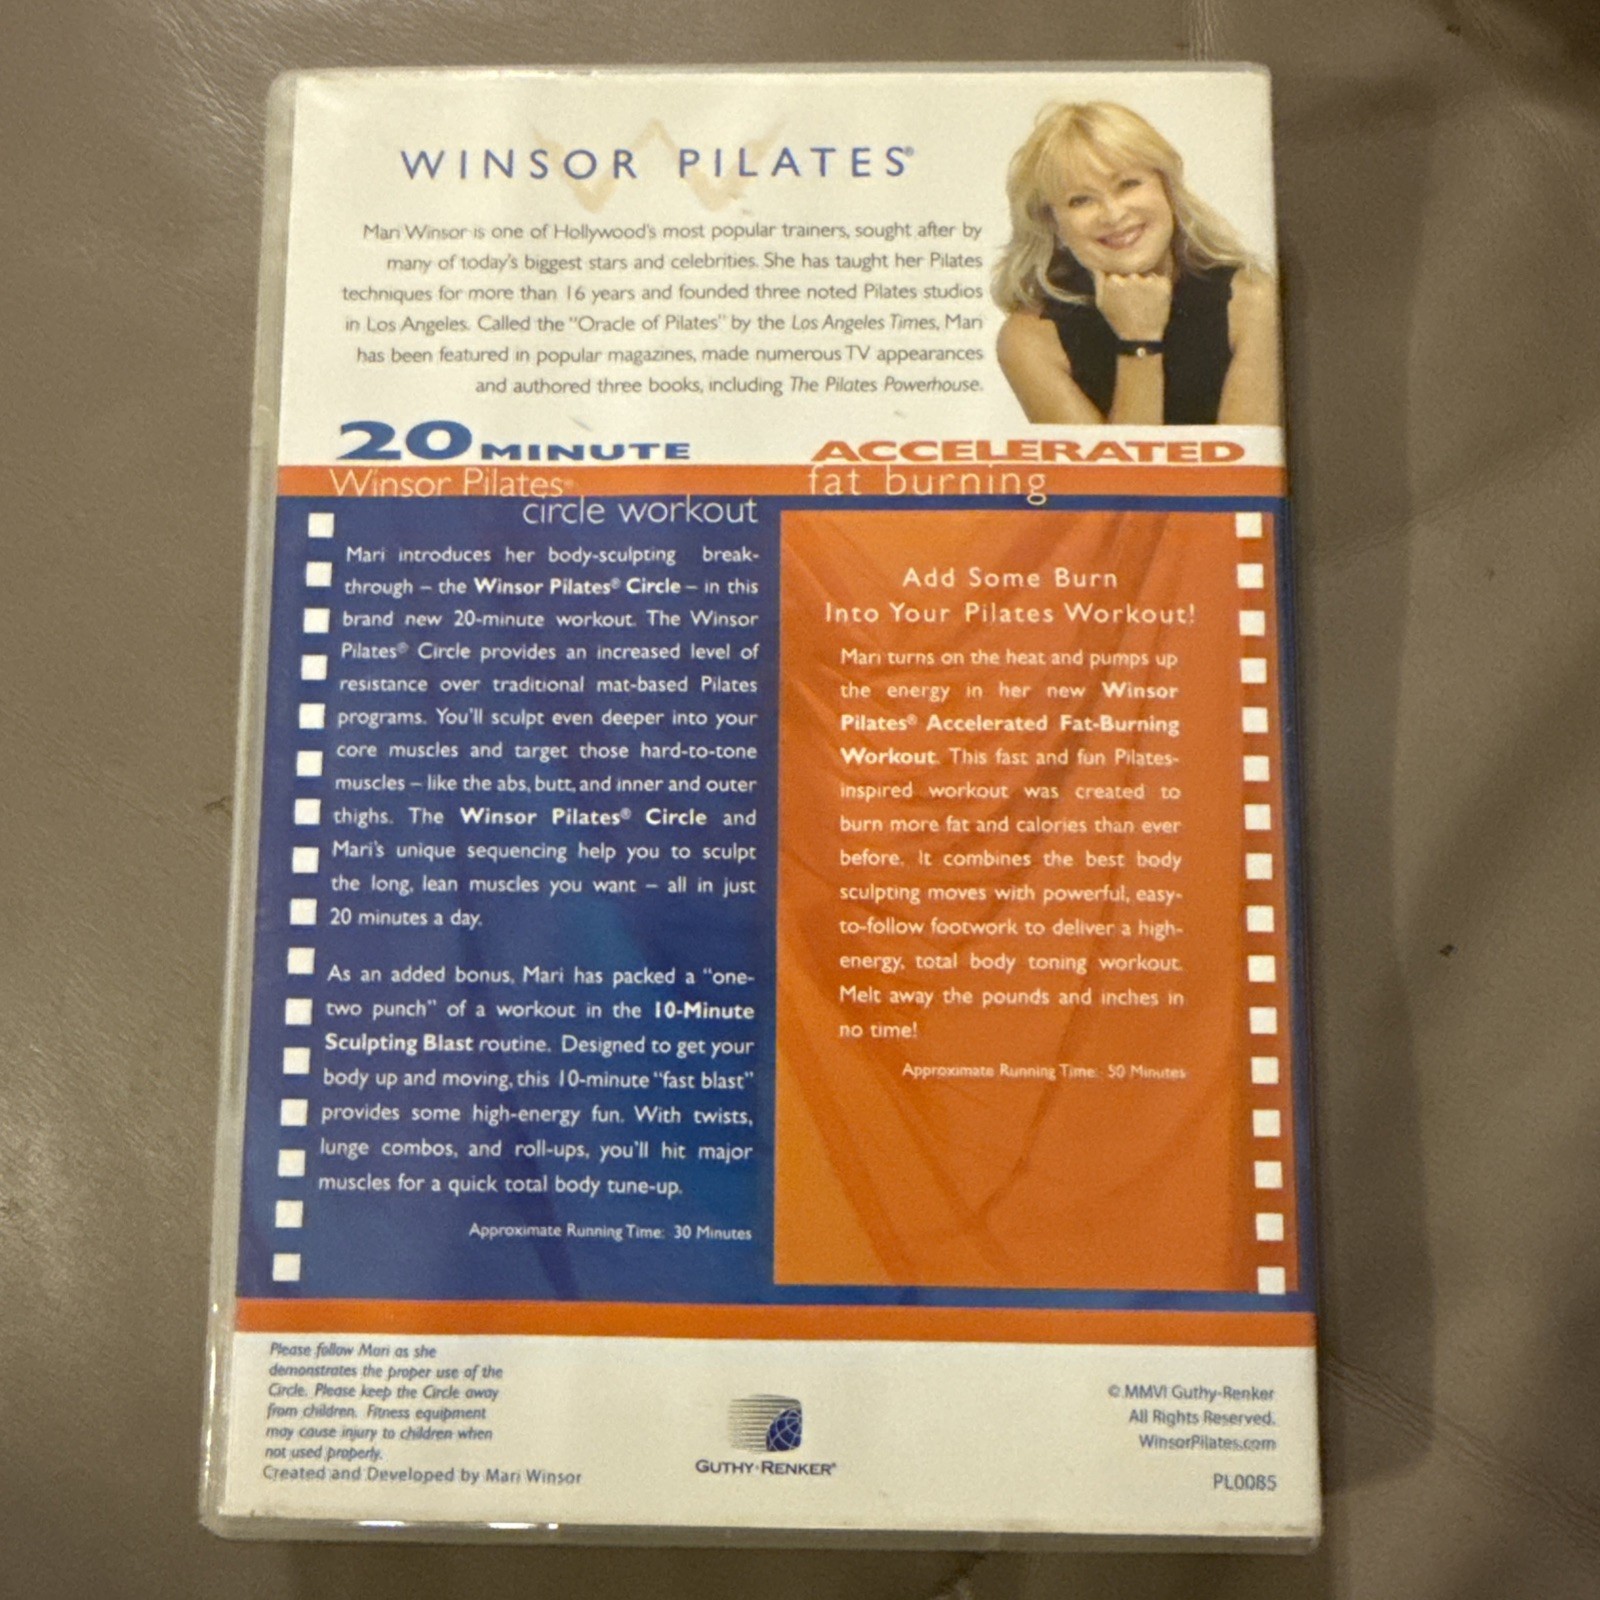 WINSOR PILATES®
Mari Winsor is one of Hollywood's most popular trainers, sought after by
many of today's biggest stars and celebrities. She has taught her Pilates
techniques for more than 16 years and founded three noted Pilates studios
in Los Angeles. Called the "Oracle of Pilates" by the Los Angeles Times, Mari
has been featured in popular magazines, made numerous TV appearances
and authored three books, including The Pilates Powerhouse.
20 MINUTE
Winsor Pilates®
circle workout
Mari introduces her body-sculpting break-
through – the Winsor Pilates® Circle – in this
brand new 20-minute workout. The Winsor
Pilates® Circle provides an increased level of
resistance over traditional mat-based Pilates
programs. You'll sculpt even deeper into your
core muscles and target those hard-to-tone
muscles – like the abs, butt, and inner and outer
thighs. The Winsor Pilates® Circle and
Mari's unique sequencing help you to sculpt
the long, lean muscles you want – all in just
20 minutes a day.
As an added bonus, Mari has packed a "one-
two punch" of a workout in the 10-Minute
Sculpting Blast routine. Designed to get your
body up and moving, this 10-minute "fast blast"
provides some high-energy fun. With twists,
lunge combos, and roll-ups, you'll hit major
muscles for a quick total body tune-up.
Approximate Running Time: 30 Minutes
ACCELERATED
fat burning
Add Some Burn
Into Your Pilates Workout!
Mari turns on the heat and pumps up
the energy in her new Winsor
Pilates® Accelerated Fat-Burning
Workout. This fast and fun Pilates-
inspired workout was created to
burn more fat and calories than ever
before. It combines the best body
sculpting moves with powerful, easy-
to-follow footwork to deliver a high-
energy, total body toning workout.
Melt away the pounds and inches in
no time!
Approximate Running Time: 50 Minutes
Please follow Mari as she
demonstrates the proper use of the
Circle. Please keep the Circle away
from children. Fitness equipment
may cause injury to children when
not used properly.
Created and Developed by Mari Winsor
GUTHY-RENKER®
© MMVI Guthy-Renker
All Rights Reserved.
WinsorPilates.com
PL0085